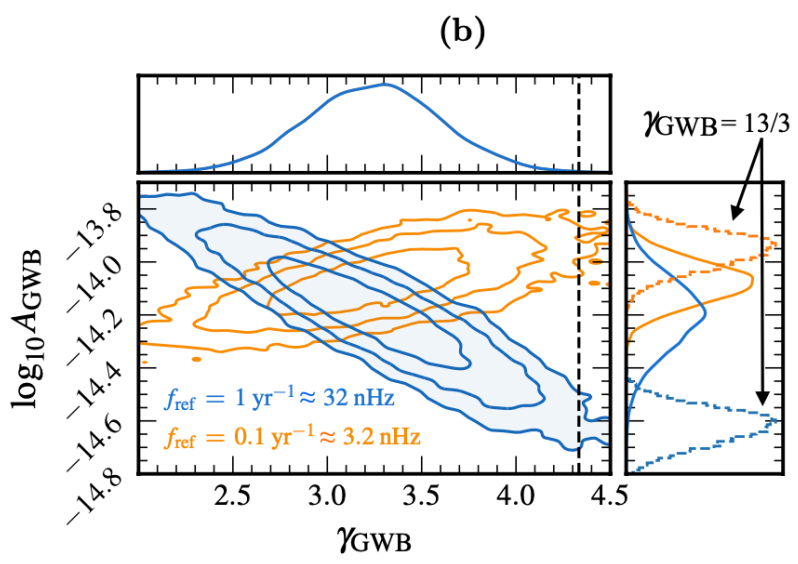 (b)
γGWB = 13/3
log₁₀AGWB
−13.8
−14.0
−14.2
−14.4
−14.6
−14.8
fref = 1 yr⁻¹ ≈ 32 nHz
fref = 0.1 yr⁻¹ ≈ 3.2 nHz
2.5 3.0 3.5 4.0 4.5
γGWB